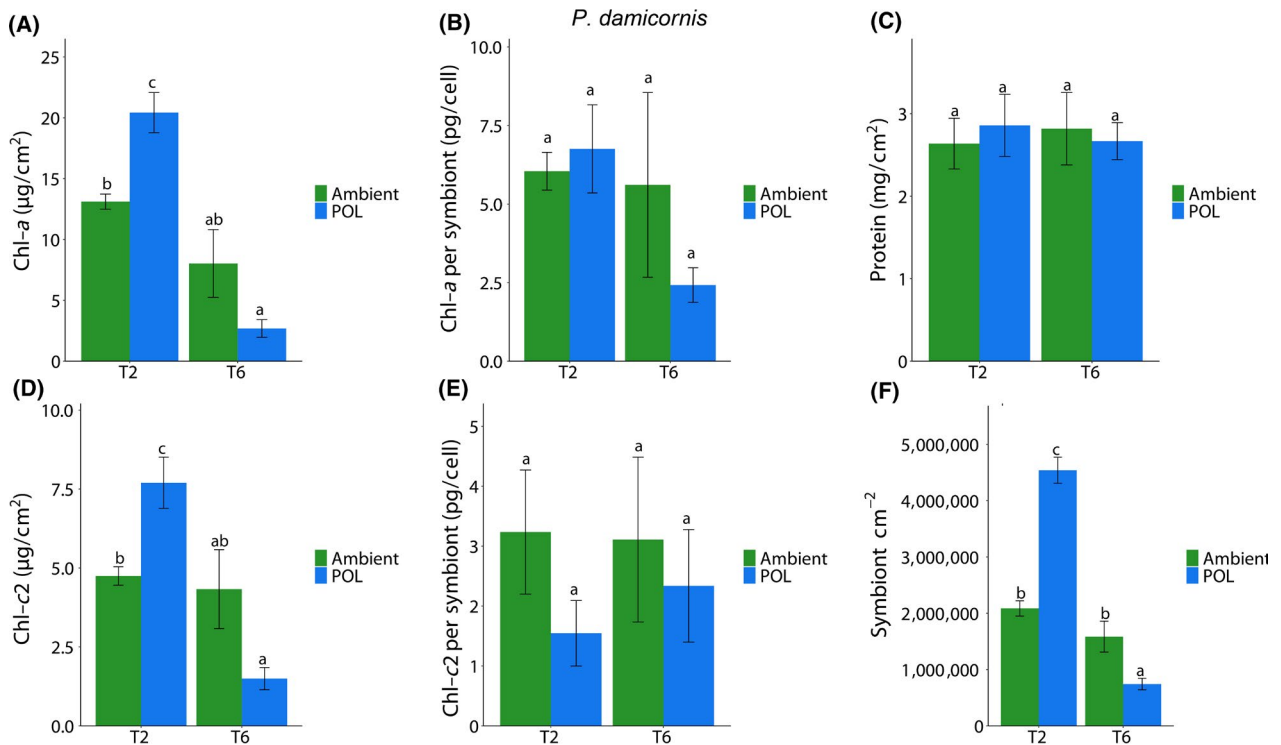 P. damicornis
(A)
Chl–a (μg/cm²)
25
20
15
10
5
0
b
c
ab
a
T2
T6
Ambient
POL
(B)
Chl–a per symbiont (pg/cell)
10.0
7.5
5.0
2.5
0.0
a
a
a
a
T2
T6
Ambient
POL
(C)
Protein (mg/cm²)
3
2
1
0
a
a
a
a
T2
T6
Ambient
POL
(D)
Chl–c2 (μg/cm²)
10.0
7.5
5.0
2.5
0.0
b
c
ab
a
T2
T6
Ambient
POL
(E)
Chl–c2 per symbiont (pg/cell)
5
4
3
2
1
0
a
a
a
a
T2
T6
Ambient
POL
(F)
Symbiont cm⁻²
5,000,000
4,000,000
3,000,000
2,000,000
1,000,000
0
b
c
b
a
T2
T6
Ambient
POL